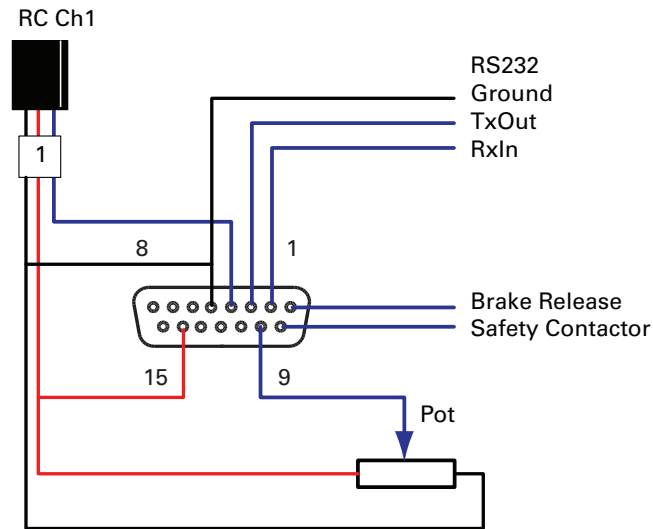 RC Ch1
RS232
Ground
TxOut
RxIn
1
8
1
Brake Release
Safety Contactor
15
9
Pot